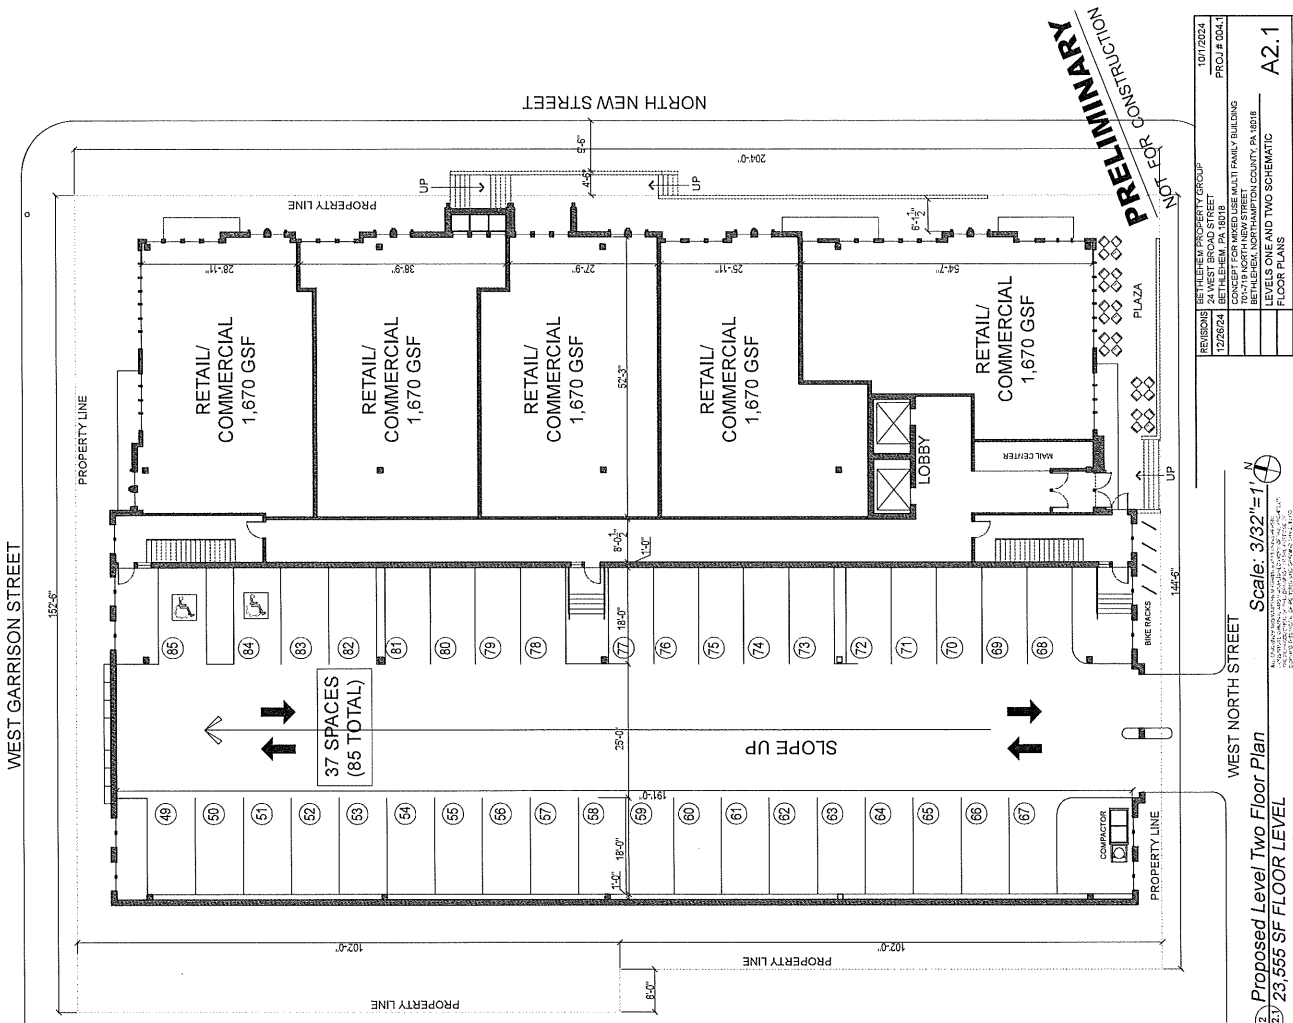 NORTH NEW STREET
PRELIMINARY
NOT FOR CONSTRUCTION
9'-6"
204'-0"
4'-6"
UP
UP
PROPERTY LINE
6'-1½"
28'-11"
38'-9"
27'-9"
25'-11"
54'-7"
RETAIL/
COMMERCIAL
1,670 GSF
RETAIL/
COMMERCIAL
1,670 GSF
RETAIL/
COMMERCIAL
1,670 GSF
RETAIL/
COMMERCIAL
1,670 GSF
RETAIL/
COMMERCIAL
1,670 GSF
PLAZA
52'-3"
PROPERTY LINE
LOBBY
MAIL CENTER
UP
WEST GARRISON STREET
152'-6"
8'-0½"
1'-0"
144'-6"
BIKE RACKS
18'-0"
85
84
83
82
81
80
79
78
77
76
75
74
73
72
71
70
69
68
37 SPACES
(85 TOTAL)
SLOPE UP
WEST NORTH STREET
191'-0"
49
50
51
52
53
54
55
56
57
58
59
60
61
62
63
64
65
66
67
COMPACTOR
18'-0"
1'-0"
PROPERTY LINE
102'-0"
102'-0"
PROPERTY LINE
PROPERTY LINE
REVISIONS
12/26/24
BETHLEHEM PROPERTY GROUP
24 WEST BROAD STREET
BETHLEHEM, PA 18018
10/1/2024
PROJ # 004.1
CONCEPT FOR MIXED USE MULTI FAMILY BUILDING
701-719 NORTH NEW STREET
BETHLEHEM, NORTHAMPTON COUNTY, PA 18018
LEVELS ONE AND TWO SCHEMATIC
FLOOR PLANS
A2.1
N
2
Proposed Level Two Floor Plan
Scale: 3/32"=1'
23,555 SF FLOOR LEVEL